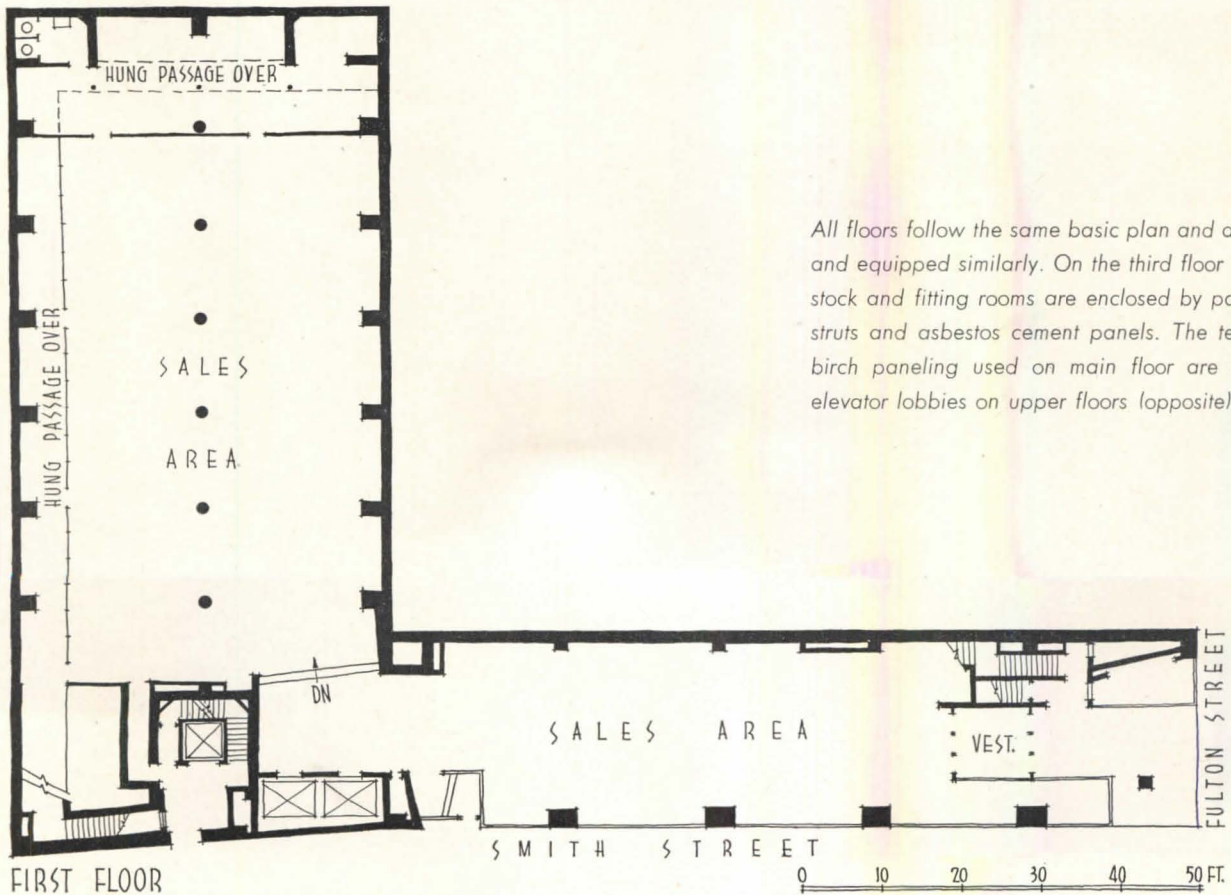 HUNG PASSAGE OVER
HUNG PASSAGE OVER
SALES
AREA
DN
All floors follow the same basic plan and
and equipped similarly. On the third floor
stock and fitting rooms are enclosed by
struts and asbestos cement panels. The
birch paneling used on main floor are
elevator lobbies on upper floors (opposite)
SALES AREA
VEST.
FULTON STREET
SMITH STREET
FIRST FLOOR
0 10 20 30 40 50 FT.